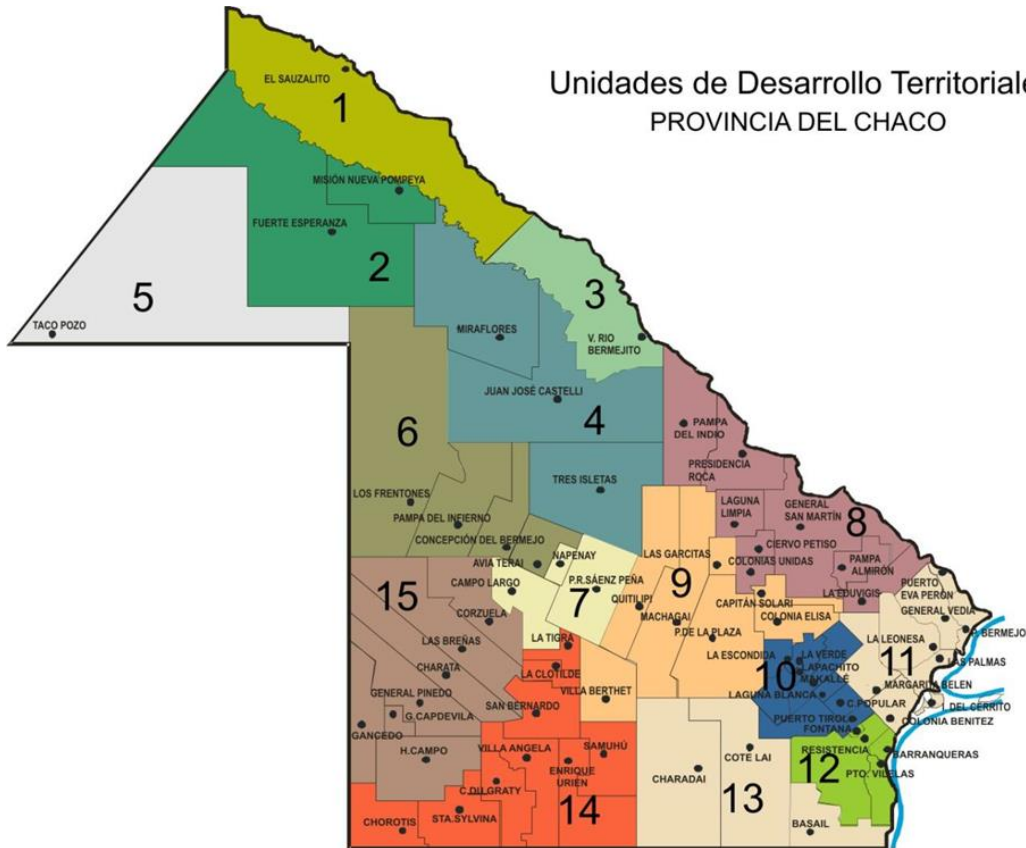 Unidades de Desarrollo Territoriale
PROVINCIA DEL CHACO
EL SAUZALITO
1
MISIÓN NUEVA POMPEYA
FUERTE ESPERANZA
2
5
TACO POZO
3
V. RIO
BERMEJITO
MIRAFLORES
JUAN JOSÉ CASTELLI
4
6
TRES ISLETAS
LOS FRENTONES
PAMPA DEL INFIERNO
CONCEPCIÓN DEL BERMEJO
AVIA TERAI
NAPENAY
CAMPO LARGO
P.R.SÁENZ PEÑA
7
PAMPA
DEL INDIO
PRESIDENCIA
ROCA
LAGUNA
LIMPIA
GENERAL
SAN MARTÍN
8
CIERVO PETISO
COLONIAS UNIDAS
PAMPA
ALMIRÓN
LA EDUVIGIS
LAS GARCITAS
9
QUITILIPI
MACHAGAI
P.DE LA PLAZA
CAPITÁN SOLARI
COLONIA ELISA
VILLA BERTHET
PUERTO
EVA PERÓN
GENERAL VEDIA
P. BERMEJO
LA LEONESA
11
LAS PALMAS
MARGARITA BELEN
I. DEL CERRITO
COLONIA BENITEZ
LA ESCONDIDA
LA VERDE
LAPACHITO
10
MAKALLÉ
LAGUNA BLANCA
C.POPULAR
PUERTO TIROL
FONTANA
RESISTENCIA
BARRANQUERAS
12
PTO. VILELAS
COTE LAI
CHARADAI
13
BASAIL
15
CORZUELA
LAS BREÑAS
CHARATA
GENERAL PINEDO
G.CAPDEVILA
GANCEDO
H.CAMPO
LA TIGRA
LA CLOTILDE
SAN BERNARDO
VILLA ANGELA
SAMUHÚ
ENRIQUE
URIÉN
C.DU GRATY
14
STA.SYLVINA
CHOROTIS